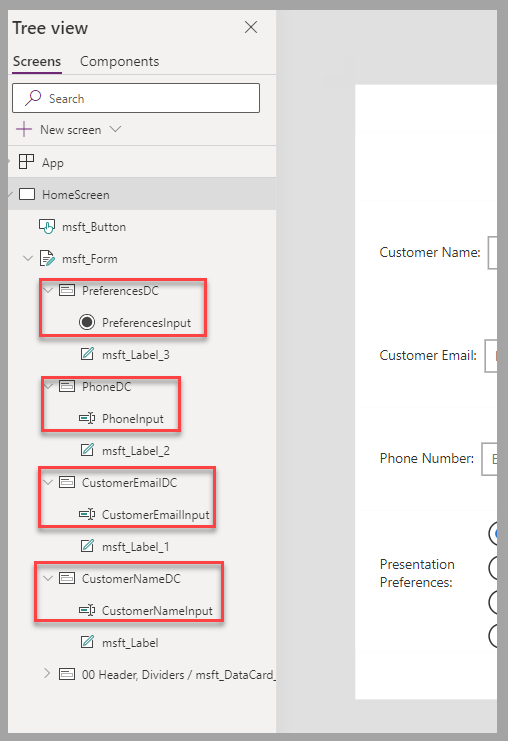 Tree view
Screens
Components
Search
New screen
App
HomeScreen
msft_Button
msft_Form
PreferencesDC
PreferencesInput
msft_Label_3
PhoneDC
PhoneInput
msft_Label_2
CustomerEmailDC
CustomerEmailInput
msft_Label_1
CustomerNameDC
CustomerNameInput
msft_Label
00 Header, Dividers / msft_DataCard_
Customer Name:
Customer Email:
Phone Number:
Presentation
Preferences: